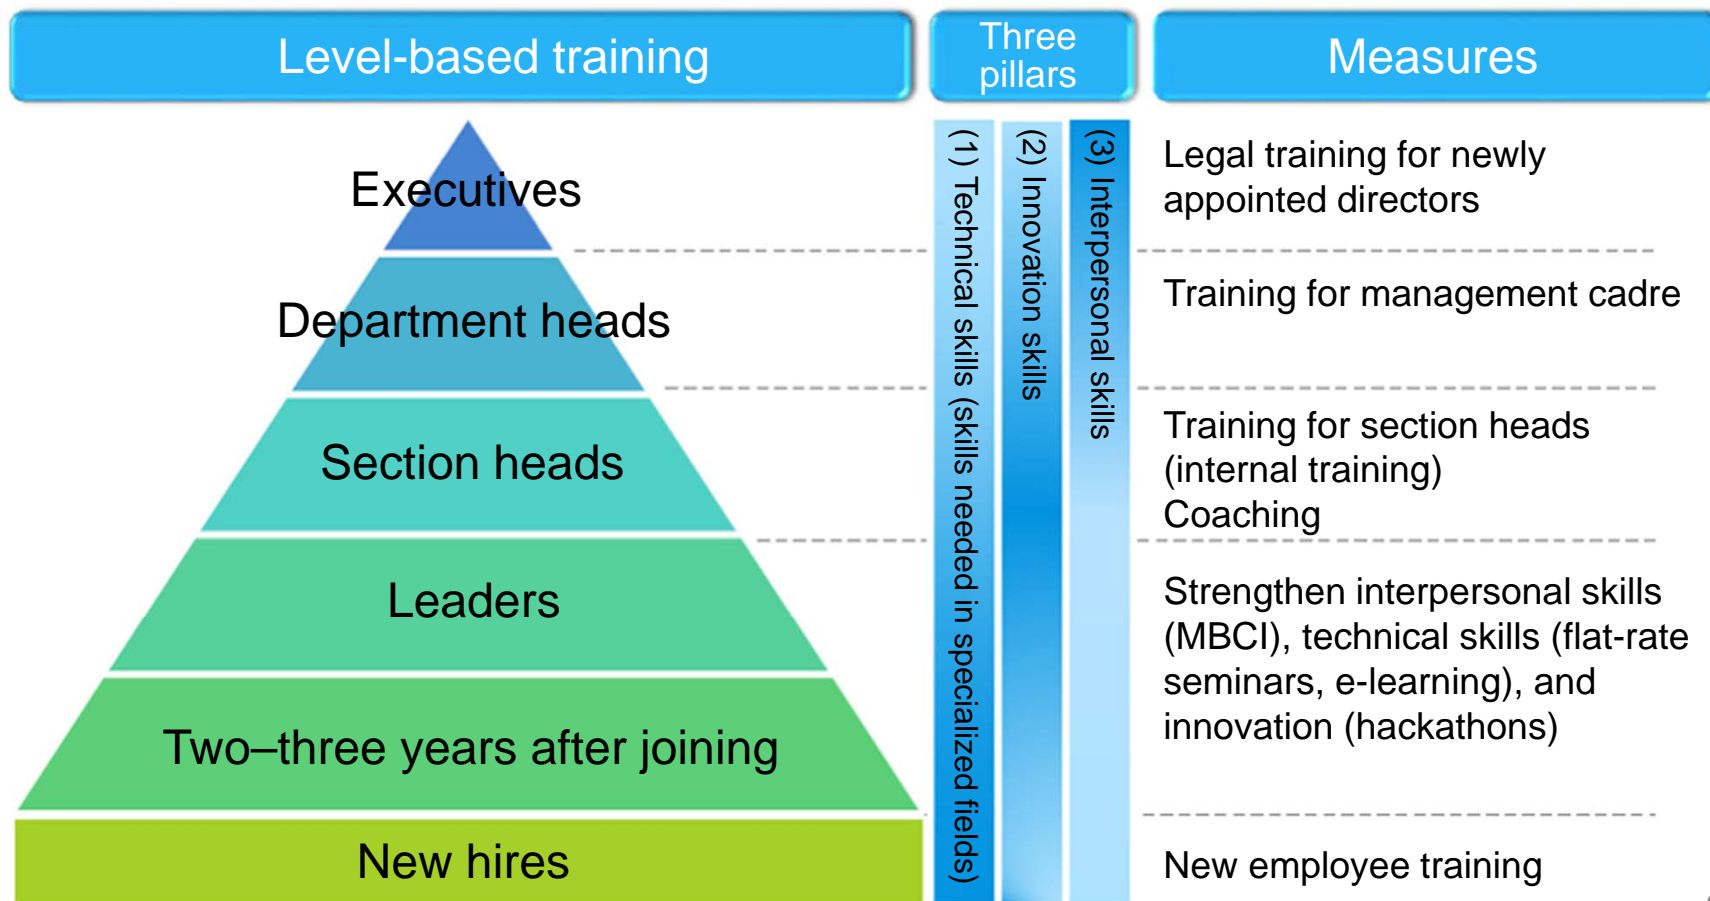 Level-based training
Three
pillars
Measures
Executives
Department heads
Section heads
Leaders
Two–three years after joining
New hires
(1) Technical skills (skills needed in specialized fields)
(2) Innovation skills
(3) Interpersonal skills
Legal training for newly
appointed directors
Training for management cadre
Training for section heads
(internal training)
Coaching
Strengthen interpersonal skills
(MBCI), technical skills (flat-rate
seminars, e-learning), and
innovation (hackathons)
New employee training